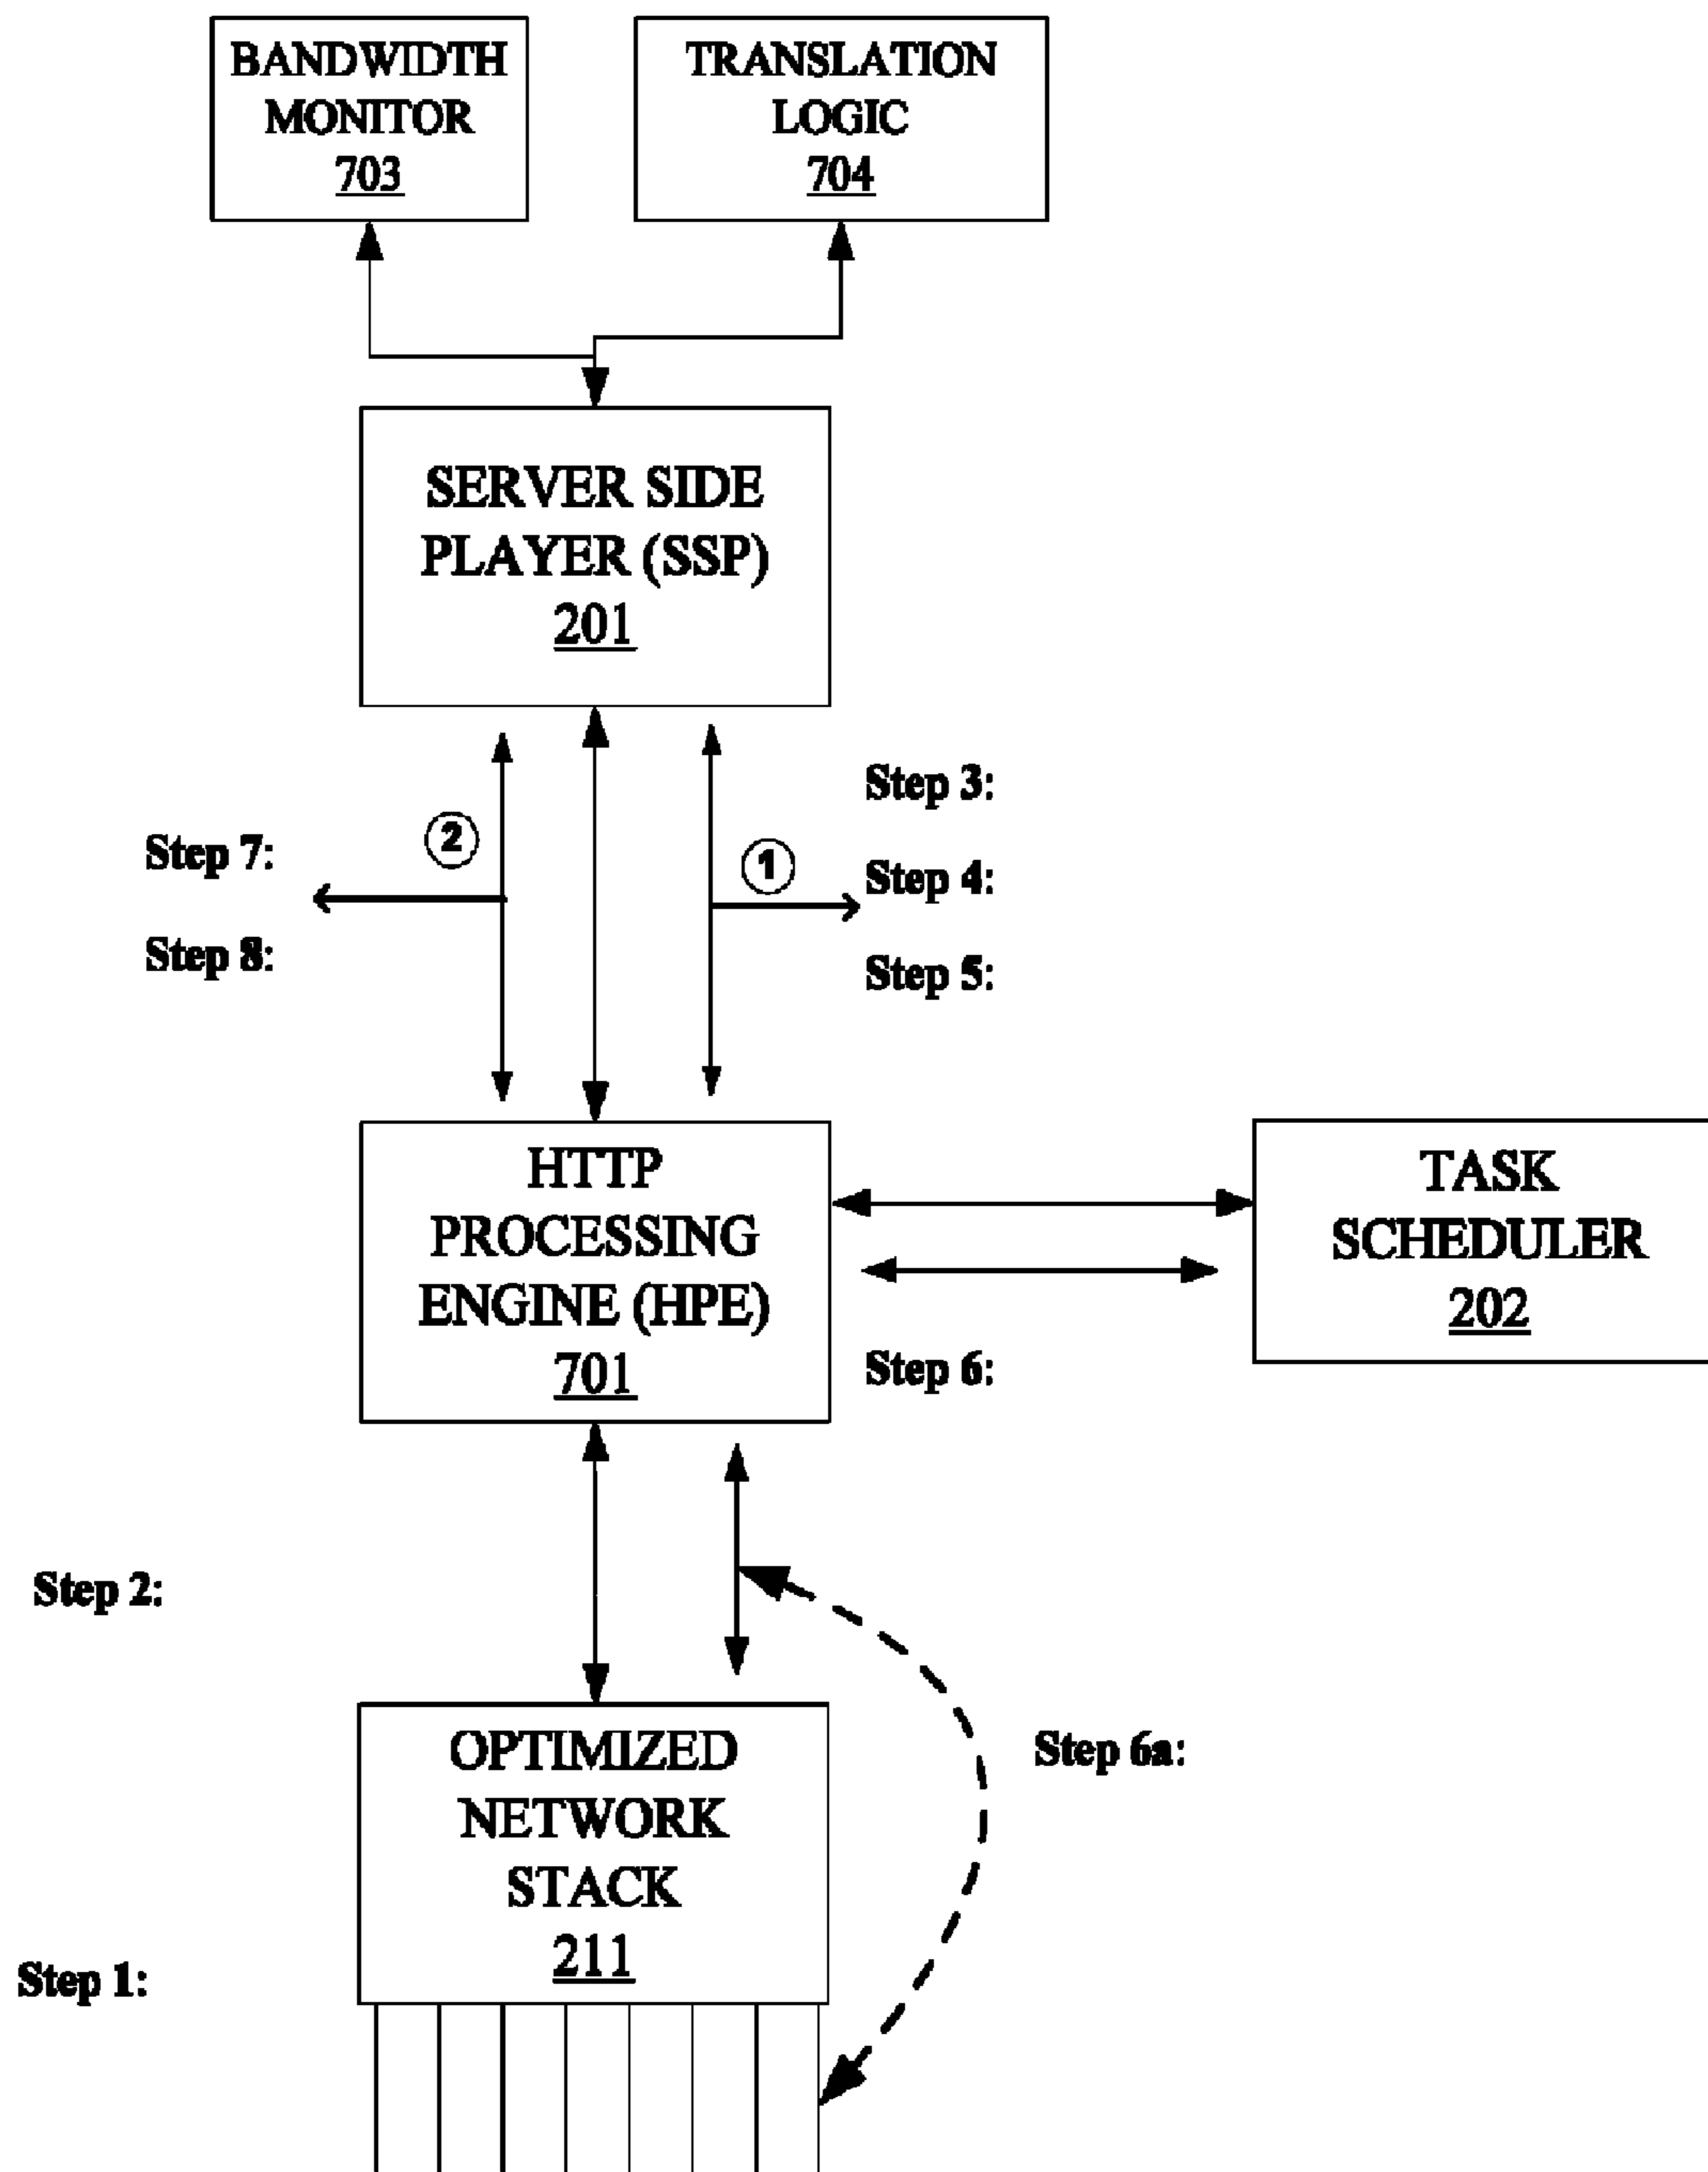 BANDWIDTH
MONITOR
703
TRANSLATION
LOGIC
704
SERVER SIDE
PLAYER (SSP)
201
Step 3:
Step 7:
2
1
Step 4:
Step 8:
Step 5:
HTTP
PROCESSING
ENGINE (HPE)
701
TASK
SCHEDULER
202
Step 6:
Step 2:
OPTIMIZED
NETWORK
STACK
211
Step 6a:
Step 1: